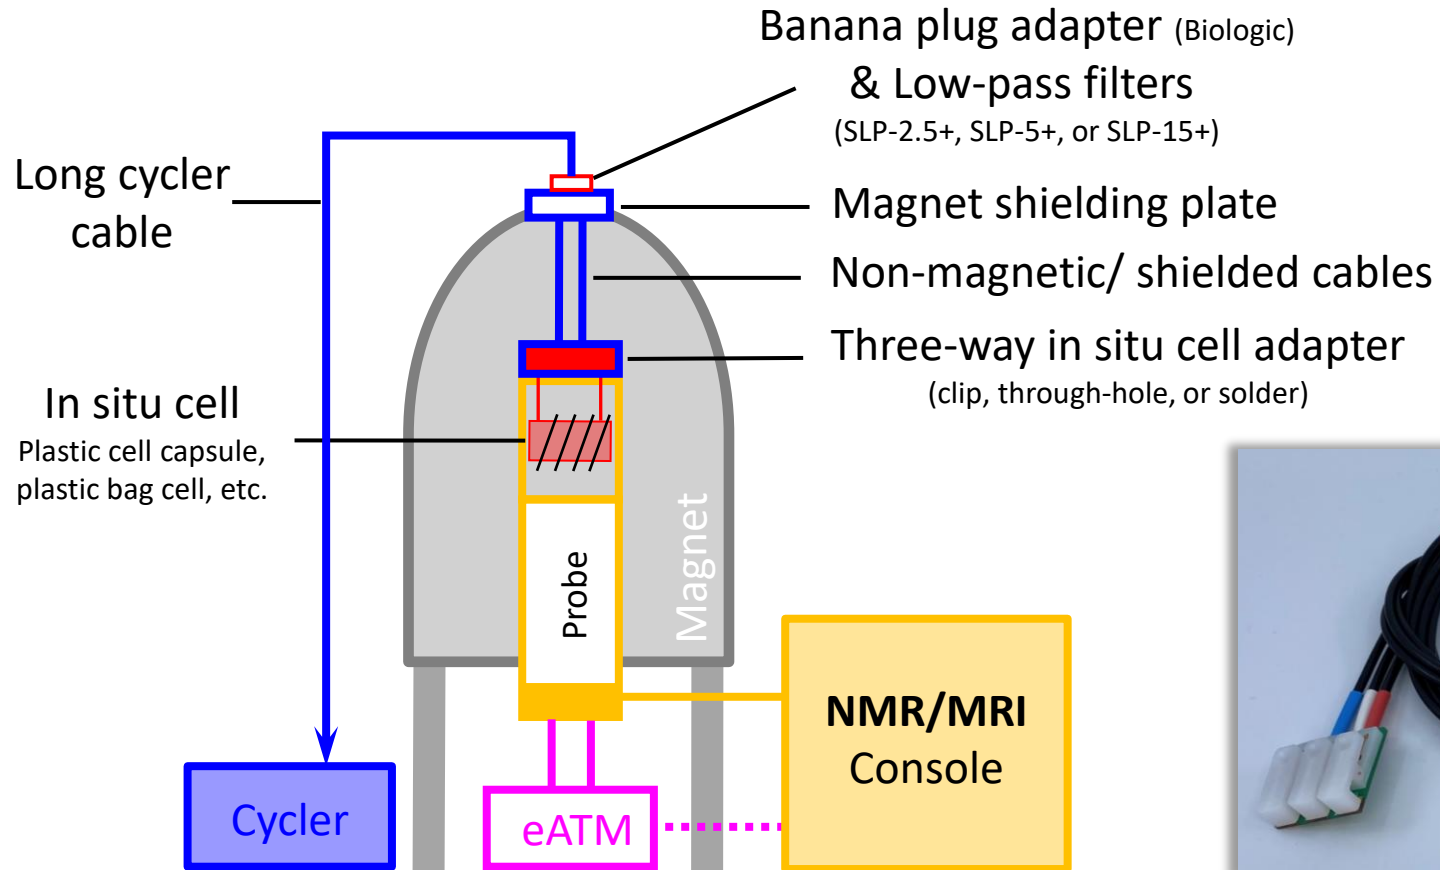 Banana plug adapter (Biologic)
& Low-pass filters
(SLP-2.5+, SLP-5+, or SLP-15+)
Long cycler
cable
Magnet shielding plate
Non-magnetic/ shielded cables
Three-way in situ cell adapter
(clip, through-hole, or solder)
In situ cell
Plastic cell capsule,
plastic bag cell, etc.
Probe
Magnet
NMR/MRI
Console
Cycler
eATM